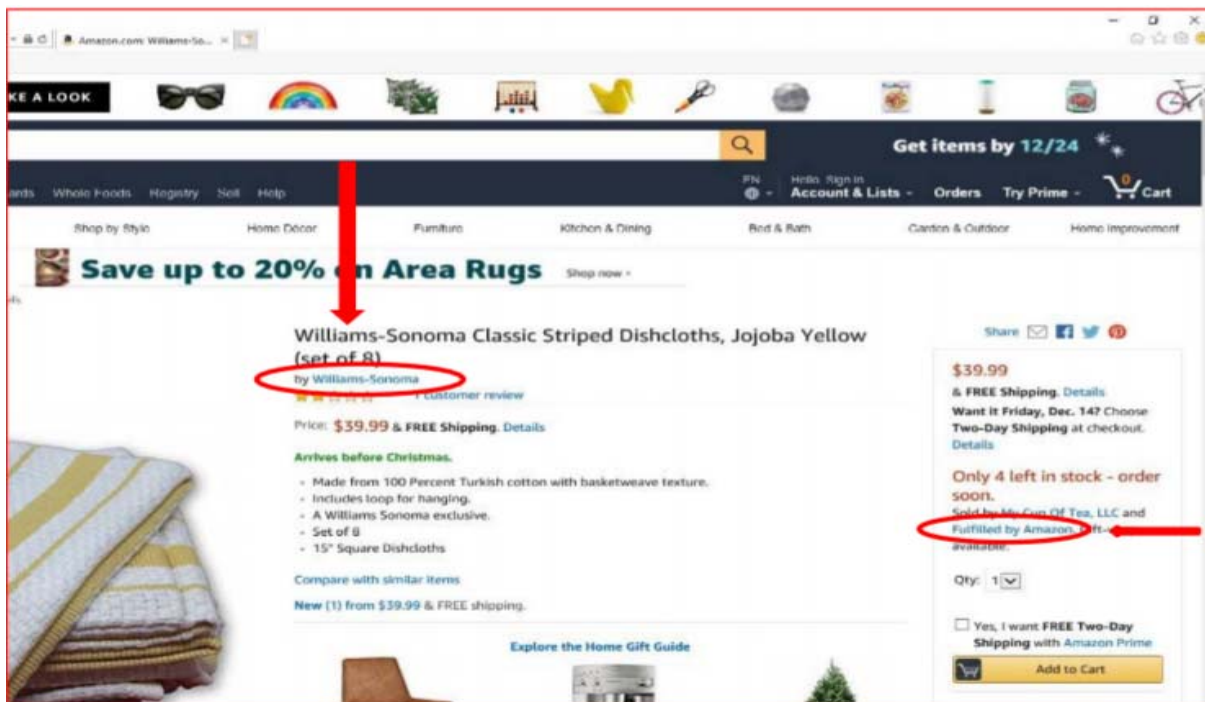 Amazon.com: Williams-So...
KE A LOOK
Get items by 12/24
ards Whole Foods Registry Sell Help
EN
Hello. Sign in
Account & Lists
Orders
Try Prime
0
Cart
Shop by Style
Home Décor
Furniture
Kitchen & Dining
Bed & Bath
Garden & Outdoor
Home Improvement
Save up to 20% on Area Rugs
Shop now
Williams-Sonoma Classic Striped Dishcloths, Jojoba Yellow
(set of 8)
by Williams-Sonoma
1 customer review
Price: $39.99 & FREE Shipping. Details
Arrives before Christmas.
- Made from 100 Percent Turkish cotton with basketweave texture.
- Includes loop for hanging.
- A Williams Sonoma exclusive.
- Set of 8
- 15" Square Dishcloths
Compare with similar items
New (1) from $39.99 & FREE shipping.
Explore the Home Gift Guide
Share
$39.99
& FREE Shipping. Details
Want it Friday, Dec. 14? Choose
Two-Day Shipping at checkout.
Details
Only 4 left in stock - order
soon.
Sold by My Cup Of Tea, LLC and
Fulfilled by Amazon.
available.
Qty: 1
Yes, I want FREE Two-Day
Shipping with Amazon Prime
Add to Cart